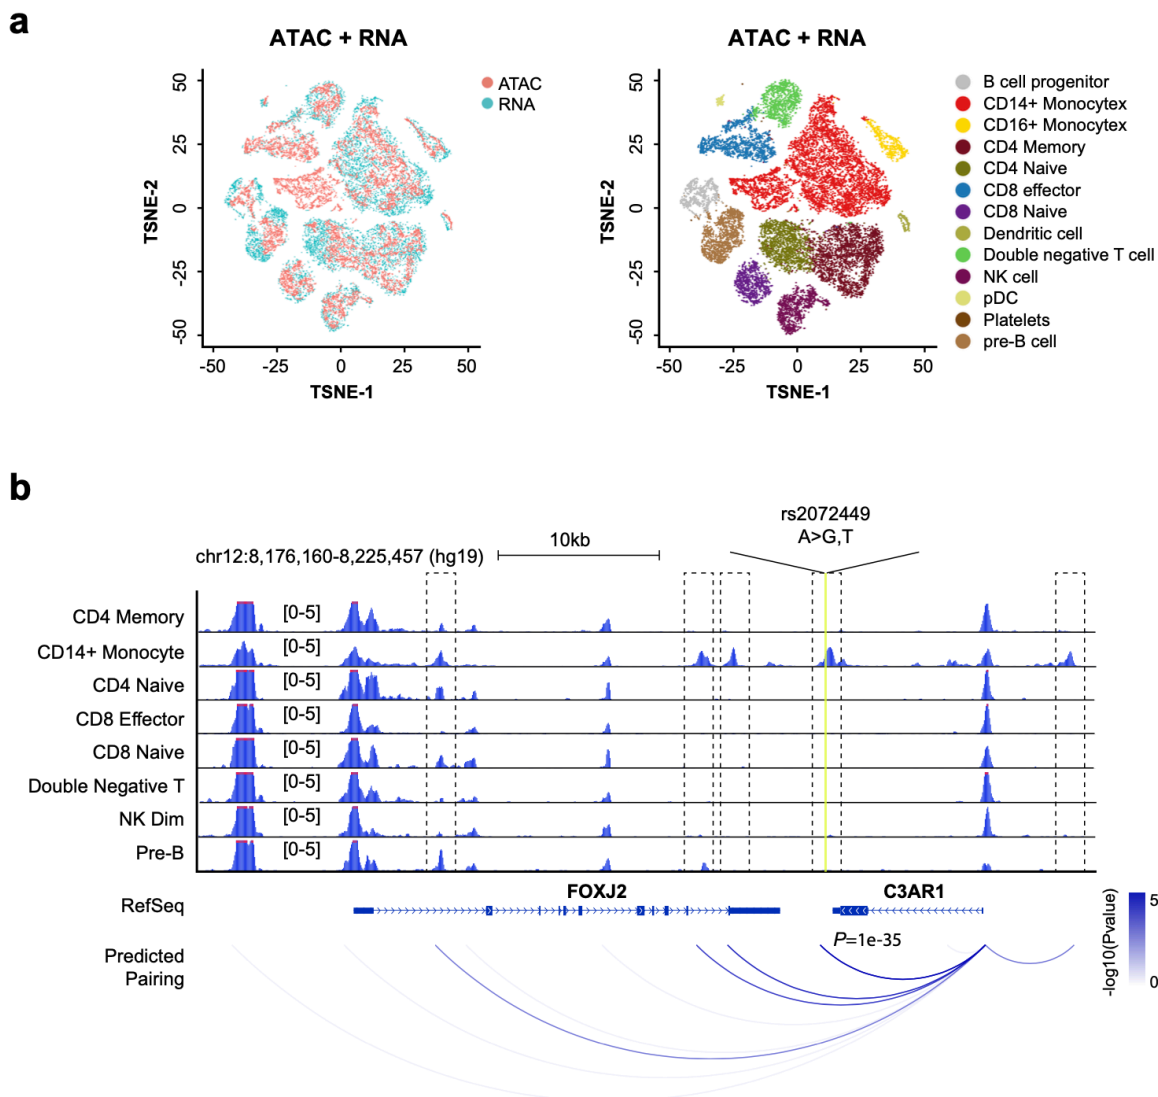 a
ATAC + RNA
50
25
0
-25
-50
TSNE-2
-50 -25 0 25 50
TSNE-1
ATAC
RNA
ATAC + RNA
50
25
0
-25
-50
TSNE-2
-50 -25 0 25 50
TSNE-1
B cell progenitor
CD14+ Monocytex
CD16+ Monocytex
CD4 Memory
CD4 Naive
CD8 effector
CD8 Naive
Dendritic cell
Double negative T cell
NK cell
pDC
Platelets
pre-B cell
b
rs2072449
A>G,T
chr12:8,176,160-8,225,457 (hg19)
10kb
CD4 Memory [0-5]
CD14+ Monocyte [0-5]
CD4 Naive [0-5]
CD8 Effector [0-5]
CD8 Naive [0-5]
Double Negative T [0-5]
NK Dim [0-5]
Pre-B [0-5]
RefSeq
FOXJ2
C3AR1
Predicted
Pairing
P=1e-35
-log10(Pvalue)
5
0